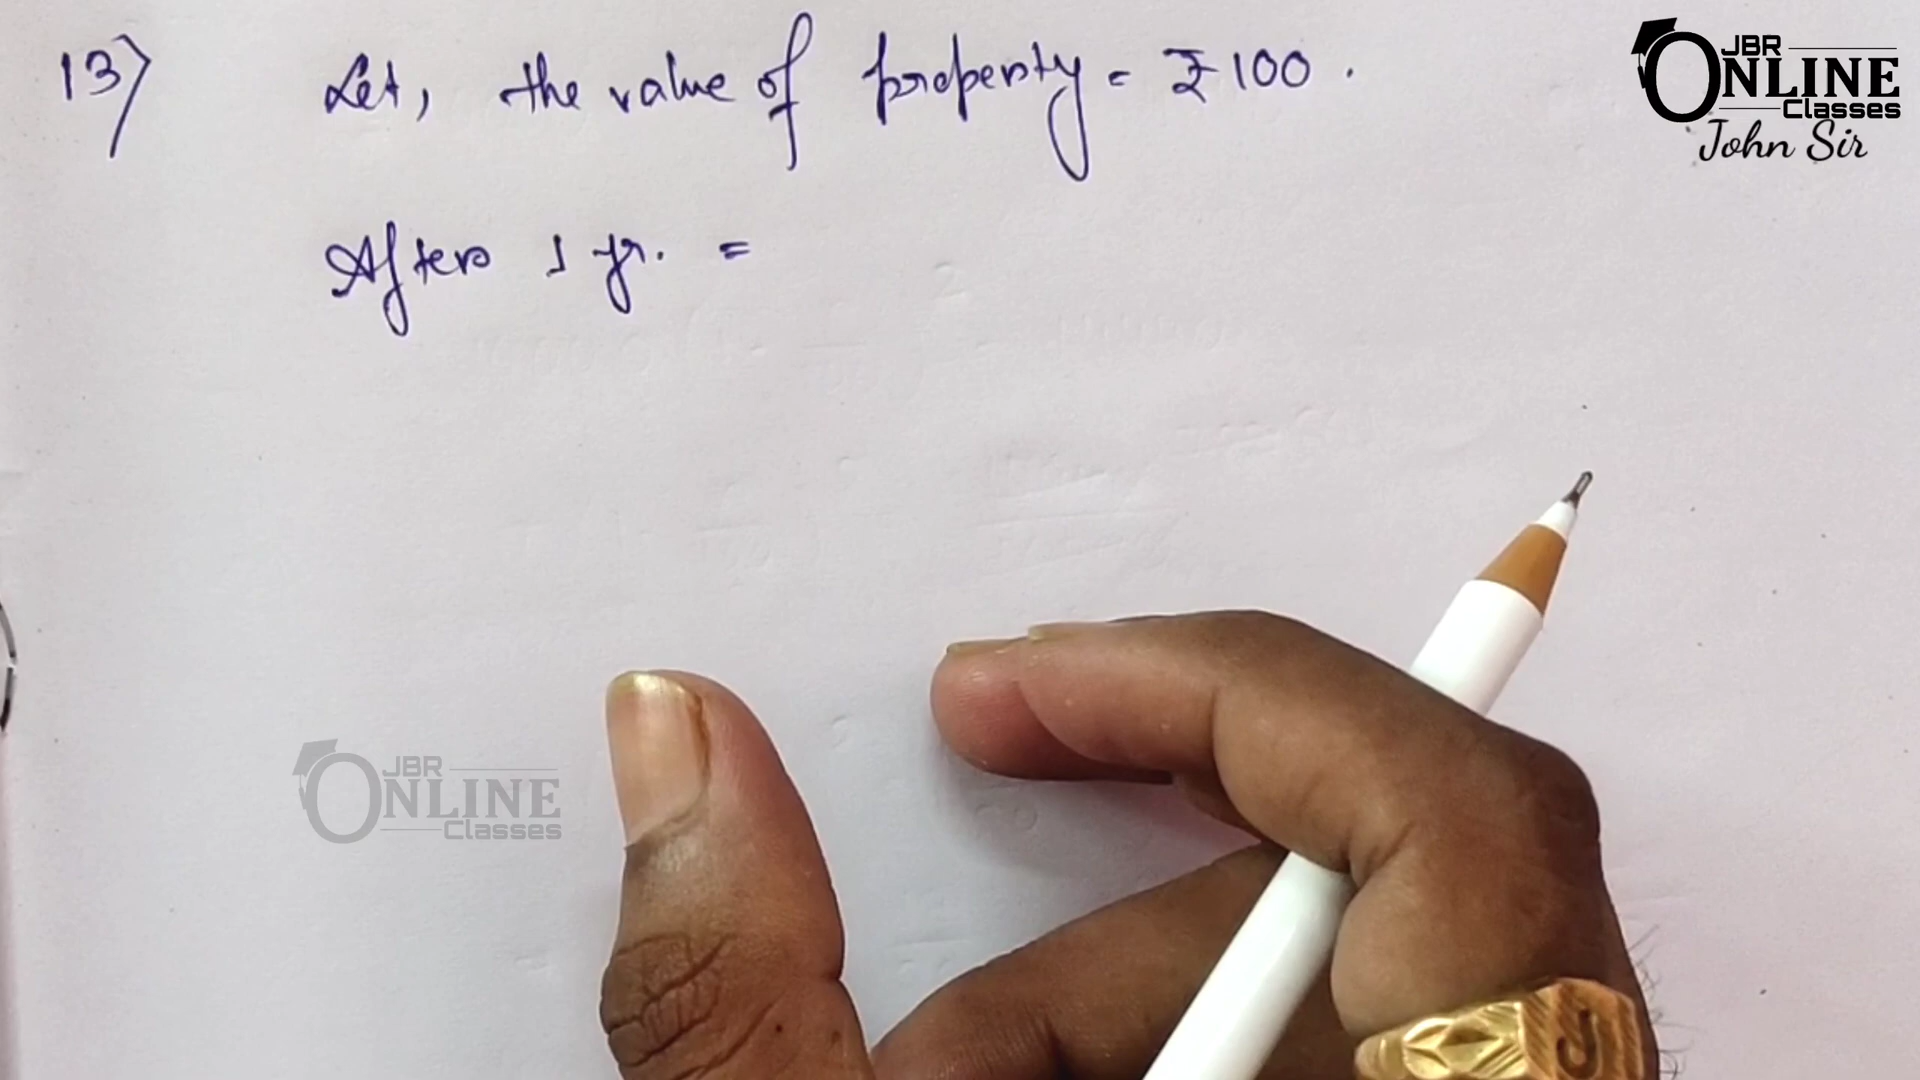 13) Let, the value of property = ₹ 100.
After 1 yr. =
JBR
ONLINE
Classes
John Sir
JBR
ONLINE
Classes